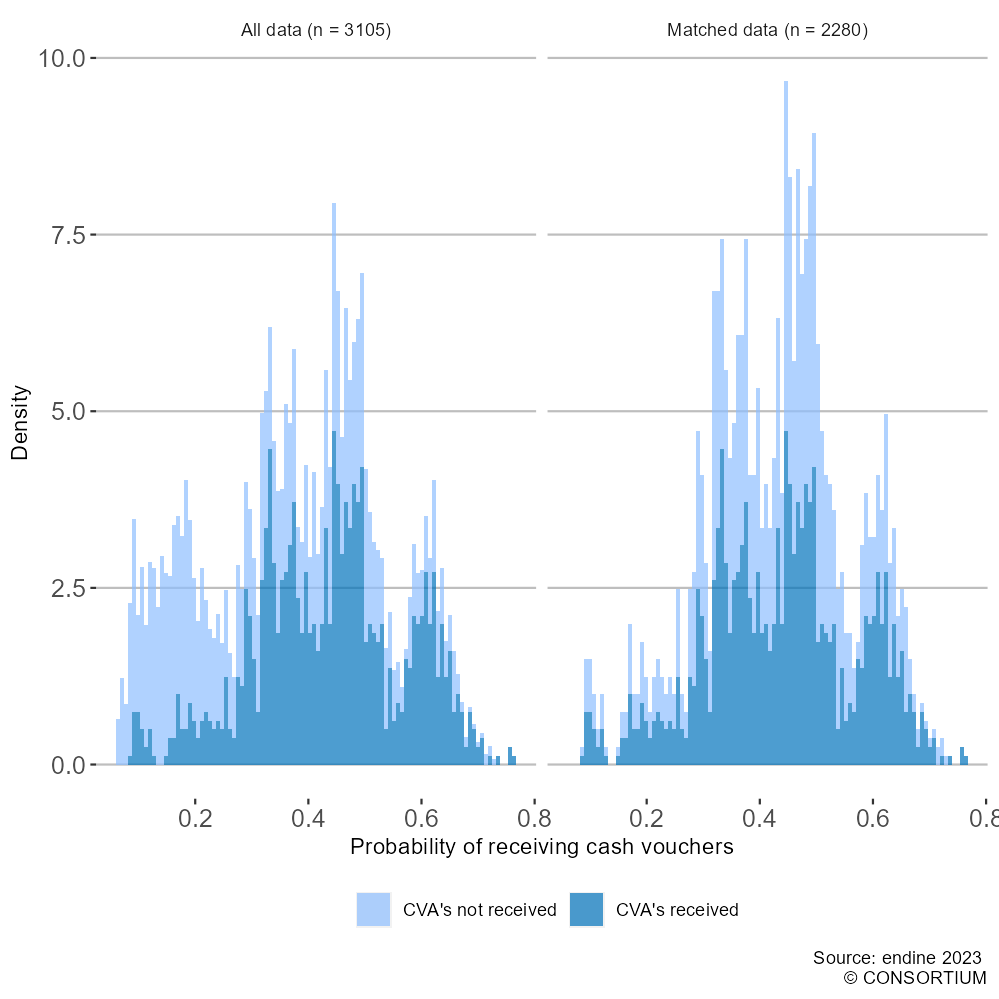 All data (n = 3105)
Matched data (n = 2280)
10.0
7.5
5.0
2.5
0.0
Density
0.2 0.4 0.6 0.8 0.2 0.4 0.6 0.8
Probability of receiving cash vouchers
CVA's not received CVA's received
Source: endine 2023
© CONSORTIUM